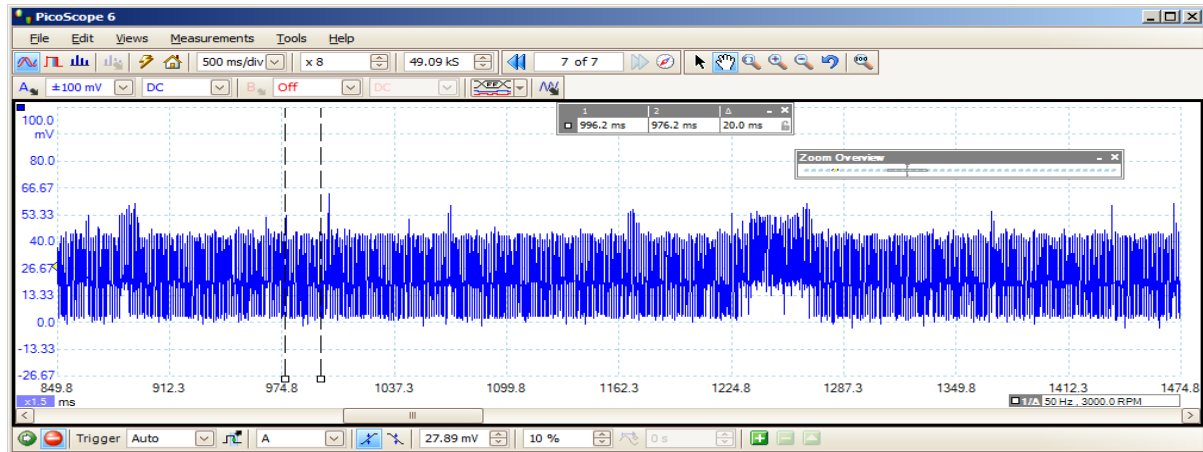 PicoScope 6
File Edit Views Measurements Tools Help
500 ms/div x 8 49.09 kS 7 of 7
A ±100 mV DC B Off DC
1 2 Δ
996.2 ms 976.2 ms 20.0 ms
Zoom Overview
100.0
mV
80.0
66.67
53.33
40.0
26.67
13.33
0.0
-13.33
-26.67
849.8 912.3 974.8 1037.3 1099.8 1162.3 1224.8 1287.3 1349.8 1412.3 1474.8
x1.5 ms
1/Δ 50 Hz , 3000.0 RPM
Trigger Auto A 27.89 mV 10 % 0 s